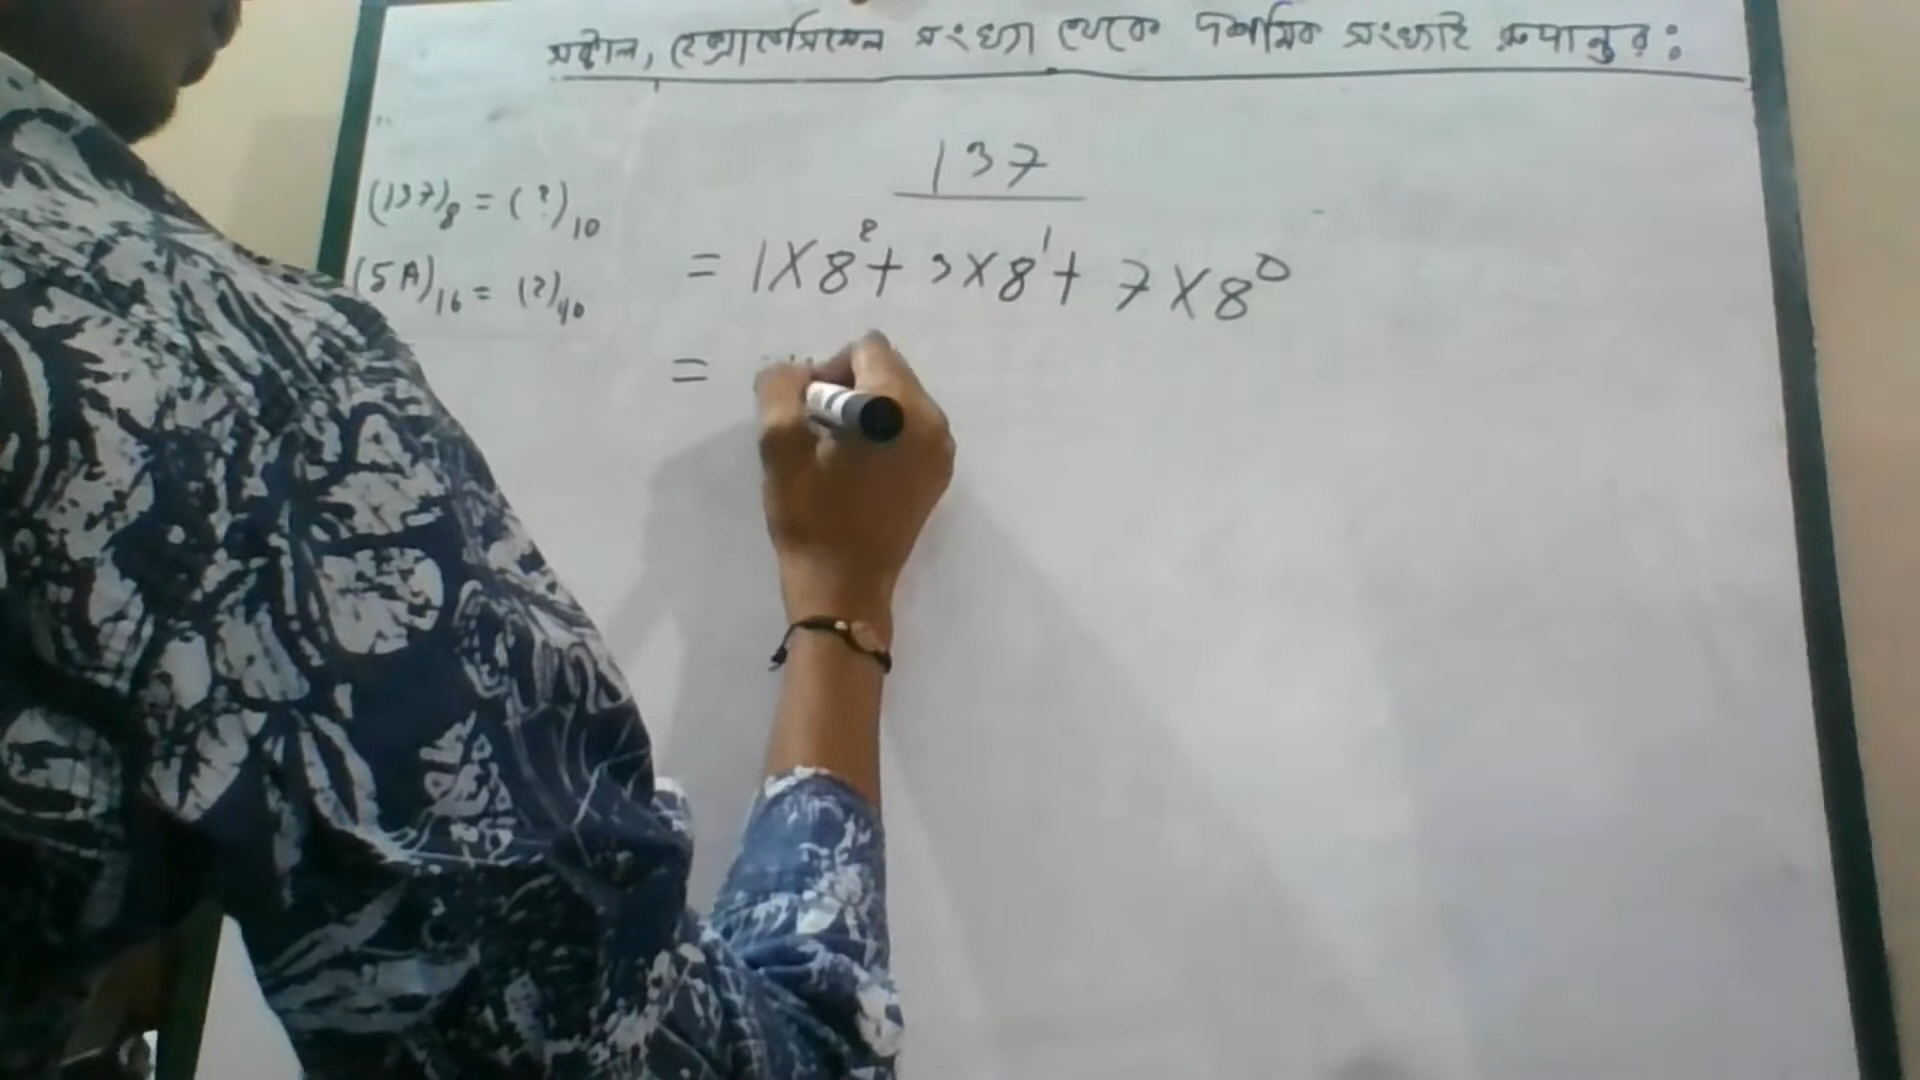 অক্টাল, হেক্সাডেসিমেল সংখ্যা থেকে দশমিক সংখ্যাই রুপান্তর:
(137)₈ = (?)₁₀
(5A)₁₆ = (?)₁₀
137
= 1×8²+ 3×8¹+ 7×8⁰
=